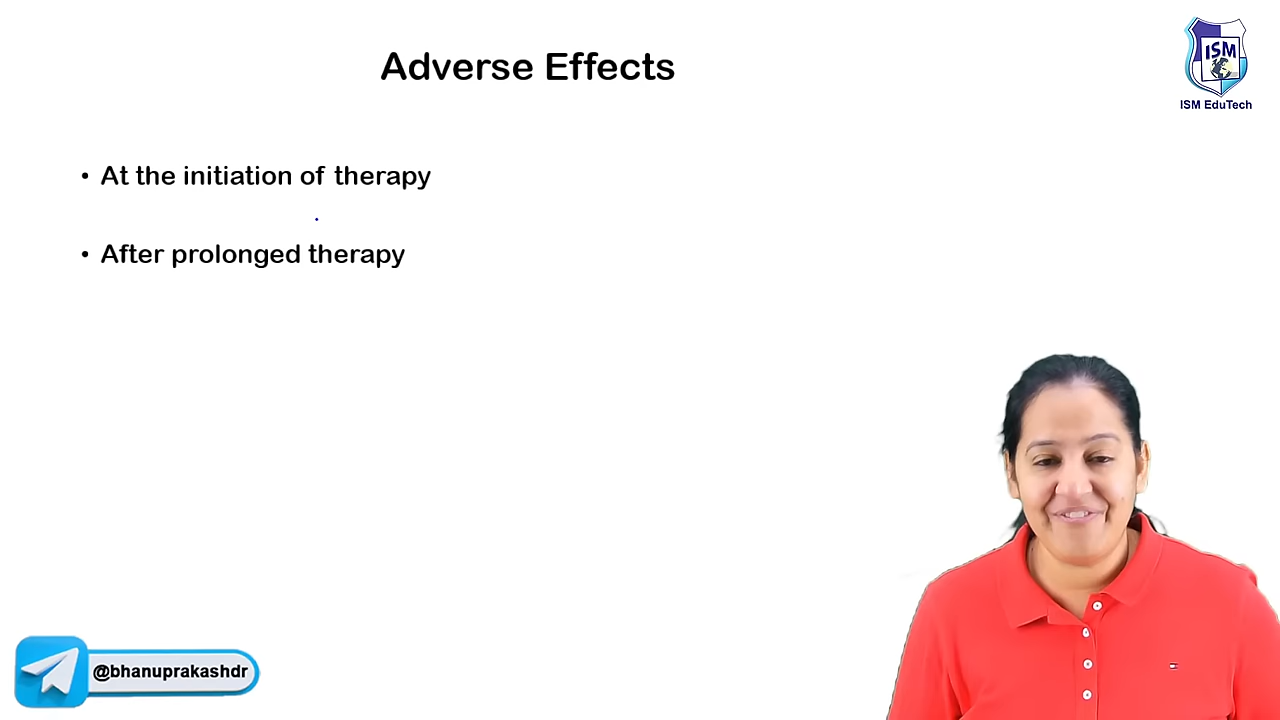 Adverse Effects
ISM
ISM EduTech
• At the initiation of therapy
• After prolonged therapy
@bhanuprakashdr